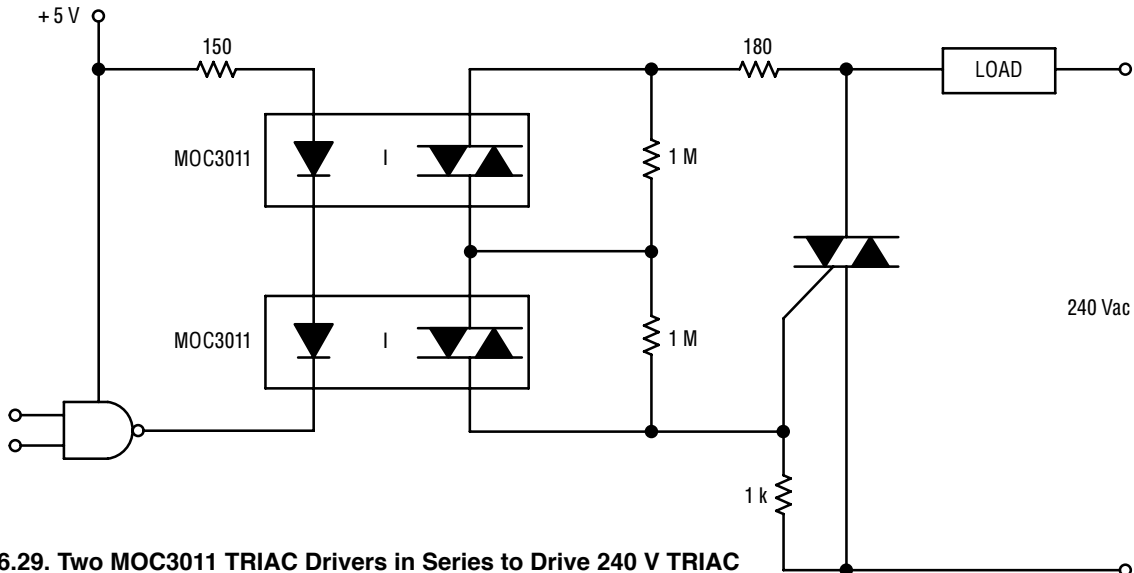 + 5 V
150
180
LOAD
MOC3011
I
1 M
MOC3011
I
1 M
240 Vac
1 k
6.29. Two MOC3011 TRIAC Drivers in Series to Drive 240 V TRIAC